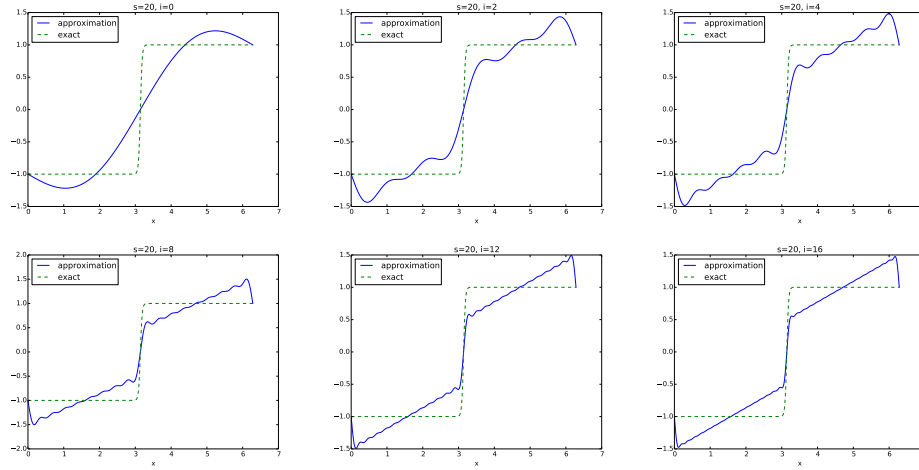 s=20, i=0
approximation
exact
1.5
1.0
0.5
0.0
−0.5
−1.0
−1.5
0 1 2 3 4 5 6 7
x
s=20, i=2
approximation
exact
1.5
1.0
0.5
0.0
−0.5
−1.0
−1.5
0 1 2 3 4 5 6 7
x
s=20, i=4
approximation
exact
1.5
1.0
0.5
0.0
−0.5
−1.0
−1.5
0 1 2 3 4 5 6
x
s=20, i=8
approximation
exact
2.0
1.5
1.0
0.5
0.0
−0.5
−1.0
−1.5
−2.0
0 1 2 3 4 5 6 7
x
s=20, i=12
approximation
exact
1.5
1.0
0.5
0.0
−0.5
−1.0
−1.5
0 1 2 3 4 5 6 7
x
s=20, i=16
approximation
exact
1.5
1.0
0.5
0.0
−0.5
−1.0
−1.5
0 1 2 3 4 5 6
x